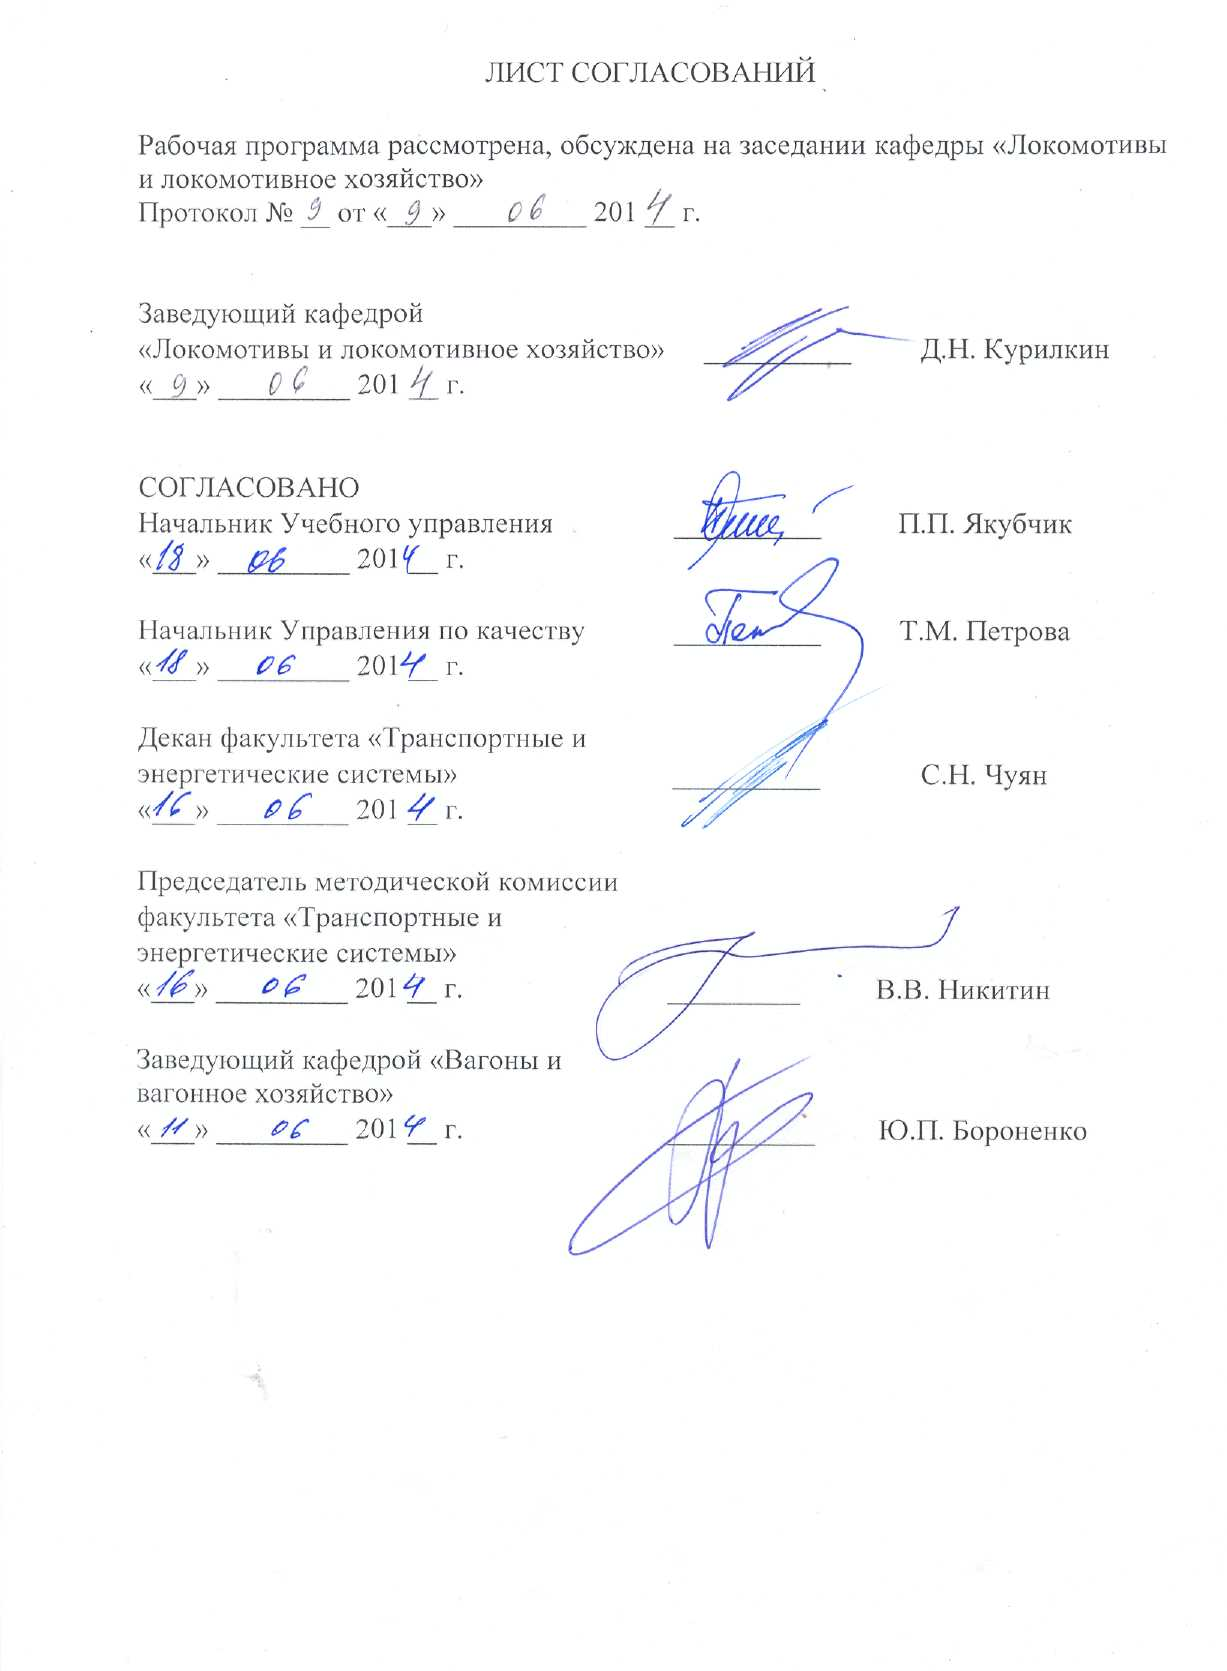 ЛИСТ СОГЛАСОВАНИЙ
Рабочая программа рассмотрена, обсуждена на заседании кафедры «Локомотивы
и локомотивное хозяйство»
Протокол № 9 от «9» 06 2014 г.
Заведующий кафедрой
«Локомотивы и локомотивное хозяйство» Д.Н. Курилкин
«9» 06 2014 г.
СОГЛАСОВАНО
Начальник Учебного управления П.П. Якубчик
«18» 06 2014 г.
Начальник Управления по качеству Т.М. Петрова
«18» 06 2014 г.
Декан факультета «Транспортные и
энергетические системы» С.Н. Чуян
«16» 06 2014 г.
Председатель методической комиссии
факультета «Транспортные и
энергетические системы»
«16» 06 2014 г. В.В. Никитин
Заведующий кафедрой «Вагоны и
вагонное хозяйство»
«11» 06 2014 г. Ю.П. Бороненко